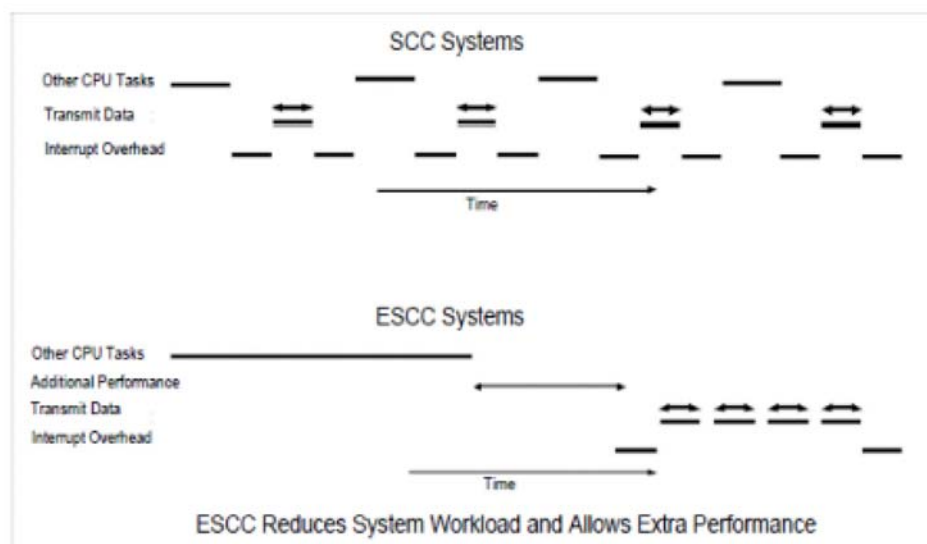 SCC Systems
Other CPU Tasks
Transmit Data
Interrupt Overhead
Time
ESCC Systems
Other CPU Tasks
Additional Performance
Transmit Data
Interrupt Overhead
Time
ESCC Reduces System Workload and Allows Extra Performance